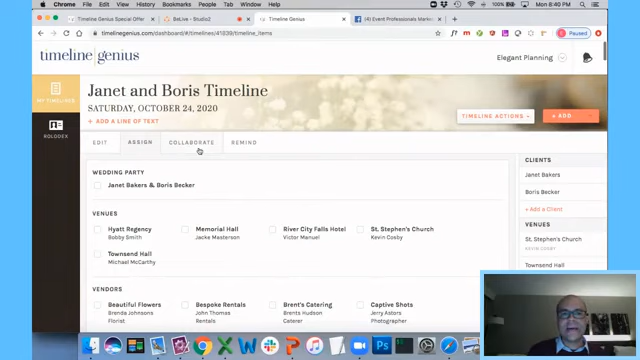 Chrome File Edit View History Bookmarks People Tab Window Help
Mon 8:40 PM
Timeline Genius Special Offer
BeLive - Studio2
Timeline Genius
(4) Event Professionals Marke
timelinegenius.com/dashboard/#/timelines/41839/timeline_items
Paused
timeline genius
Elegant Planning
MY TIMELINES
ROLODEX
Janet and Boris Timeline
SATURDAY, OCTOBER 24, 2020
+ ADD A LINE OF TEXT
TIMELINE ACTIONS
+ ADD
EDIT
ASSIGN
COLLABORATE
REMIND
WEDDING PARTY
Janet Bakers & Boris Becker
VENUES
Hyatt Regency
Bobby Smith
Memorial Hall
Jacke Masterson
River City Falls Hotel
Victor Manuel
St. Stephen's Church
Kevin Cosby
Townsend Hall
Michael McCarthy
VENDORS
Beautiful Flowers
Brenda Johnsons
Florist
Bespoke Rentals
John Thomas
Rentals
Brent's Catering
Brents Hudson
Caterer
Captive Shots
Jerry Astors
Photographer
CLIENTS
Janet Bakers
Boris Becker
+ Add a Client
VENUES
St. Stephen's Church
KEVIN COSBY
Townsend Hall